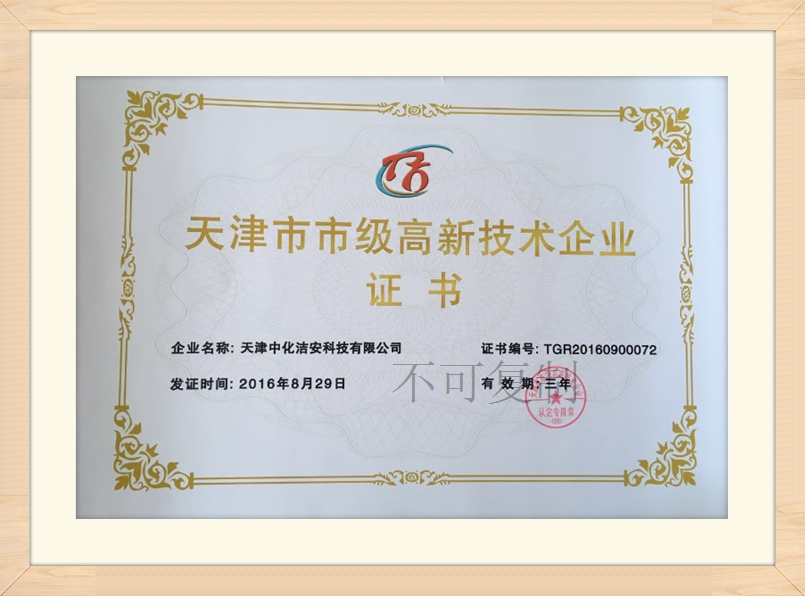 天津市市级高新技术企业
证书
企业名称: 天津中化洁安科技有限公司
证书编号: TGR20160900072
发证时间: 2016年8月29日
有效期: 三年
不可复制
认定专用章